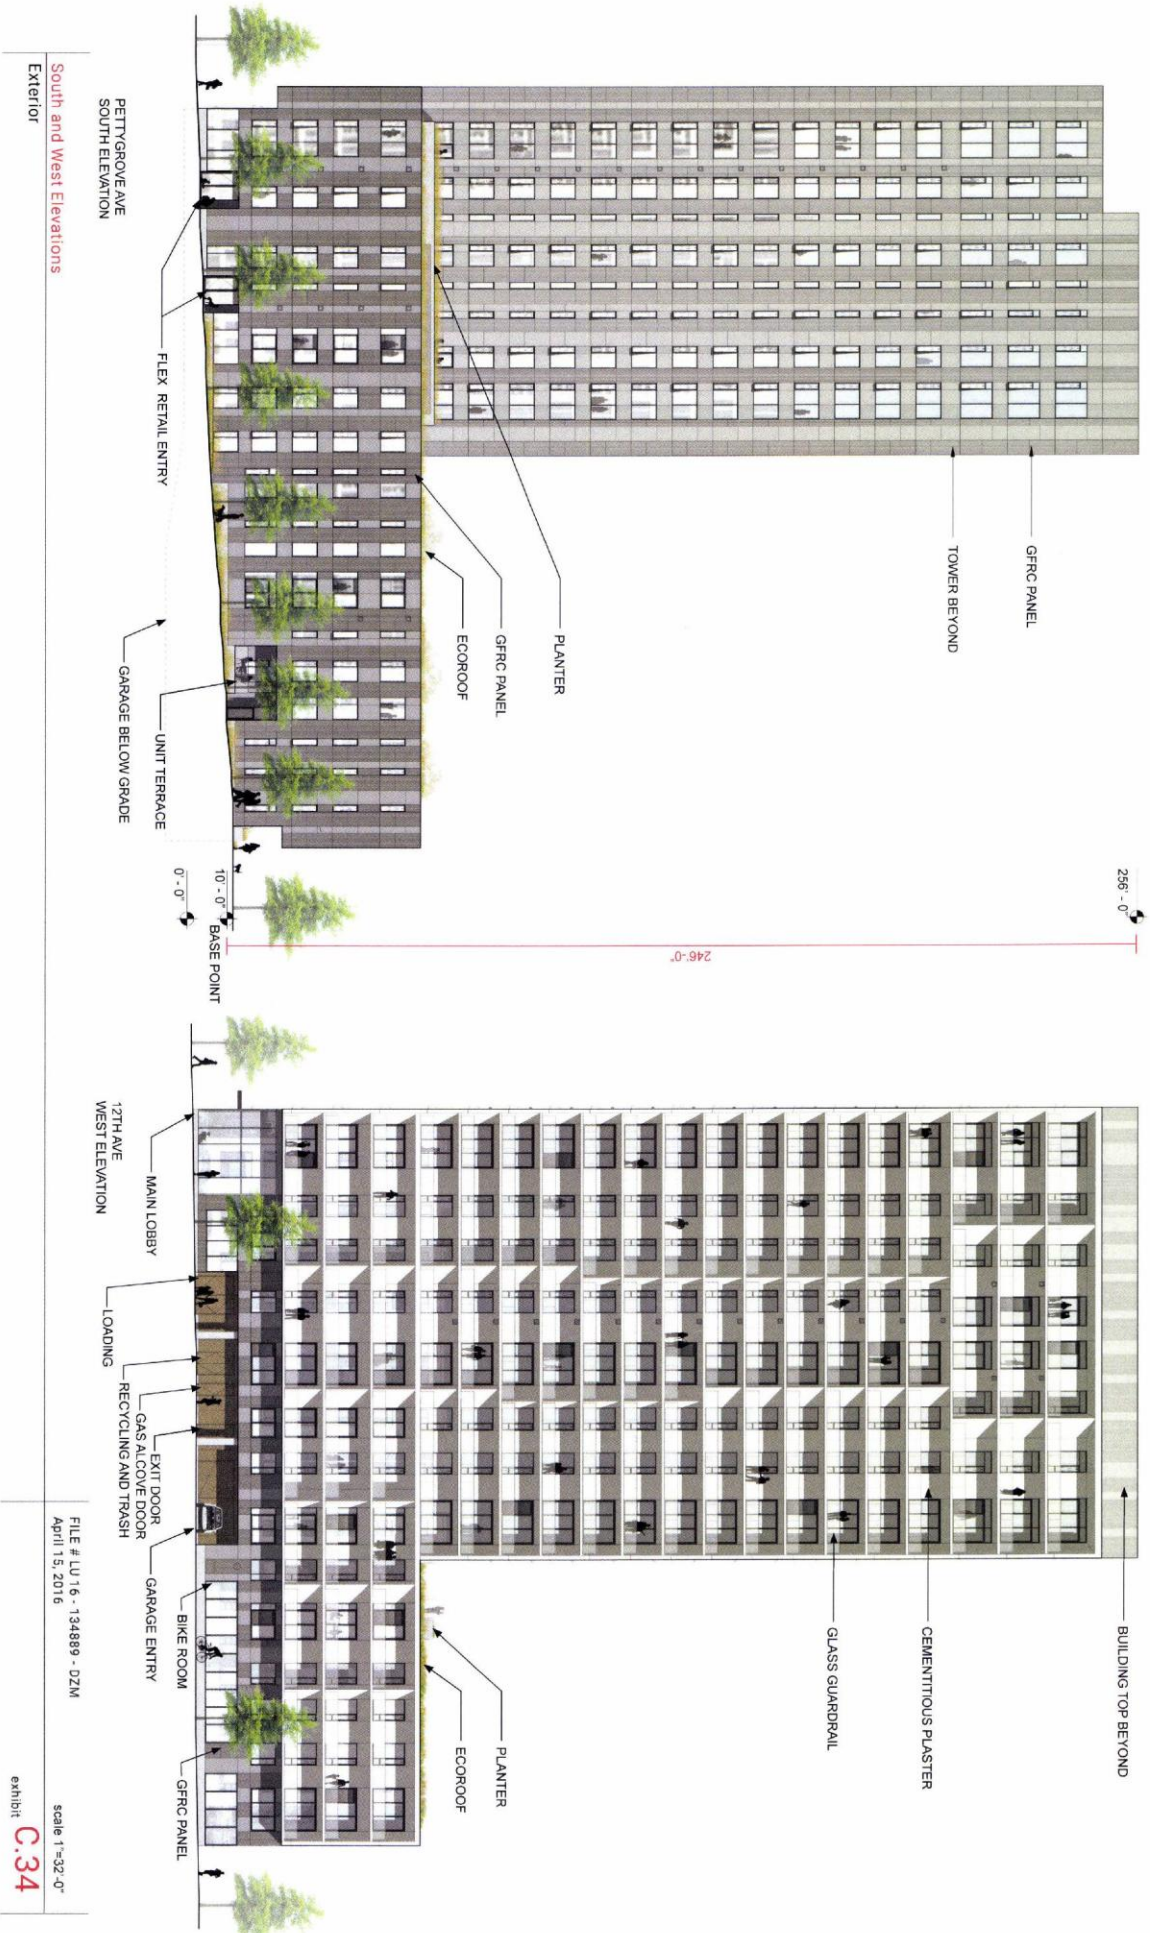 256' - 0"
246'-0"
10' - 0"
BASE POINT
0' - 0"
GFRC PANEL
TOWER BEYOND
PLANTER
GFRC PANEL
ECOROOF
FLEX RETAIL ENTRY
UNIT TERRACE
GARAGE BELOW GRADE
PETTYGROVE AVE
SOUTH ELEVATION
BUILDING TOP BEYOND
CEMENTITIOUS PLASTER
GLASS GUARDRAIL
PLANTER
ECOROOF
MAIN LOBBY
LOADING
EXIT DOOR
GAS ALCOVE DOOR
RECYCLING AND TRASH
GARAGE ENTRY
BIKE ROOM
GFRC PANEL
12TH AVE
WEST ELEVATION
South and West Elevations
Exterior
FILE # LU 16 - 134889 - DZM
April 15, 2016
scale 1"=32'-0"
exhibit C.34